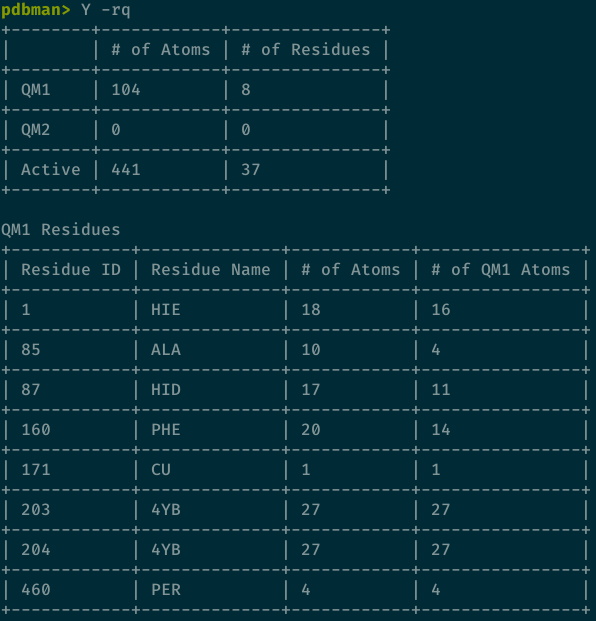 pdbman> Y -rq
+--------+------------+---------------+
|        | # of Atoms | # of Residues |
+--------+------------+---------------+
| QM1    | 104        | 8             |
+--------+------------+---------------+
| QM2    | 0          | 0             |
+--------+------------+---------------+
| Active | 441        | 37            |
+--------+------------+---------------+

QM1 Residues
+------------+--------------+------------+----------------+
| Residue ID | Residue Name | # of Atoms | # of QM1 Atoms |
+------------+--------------+------------+----------------+
| 1          | HIE          | 18         | 16             |
+------------+--------------+------------+----------------+
| 85         | ALA          | 10         | 4              |
+------------+--------------+------------+----------------+
| 87         | HID          | 17         | 11             |
+------------+--------------+------------+----------------+
| 160        | PHE          | 20         | 14             |
+------------+--------------+------------+----------------+
| 171        | CU           | 1          | 1              |
+------------+--------------+------------+----------------+
| 203        | 4YB          | 27         | 27             |
+------------+--------------+------------+----------------+
| 204        | 4YB          | 27         | 27             |
+------------+--------------+------------+----------------+
| 460        | PER          | 4          | 4              |
+------------+--------------+------------+----------------+